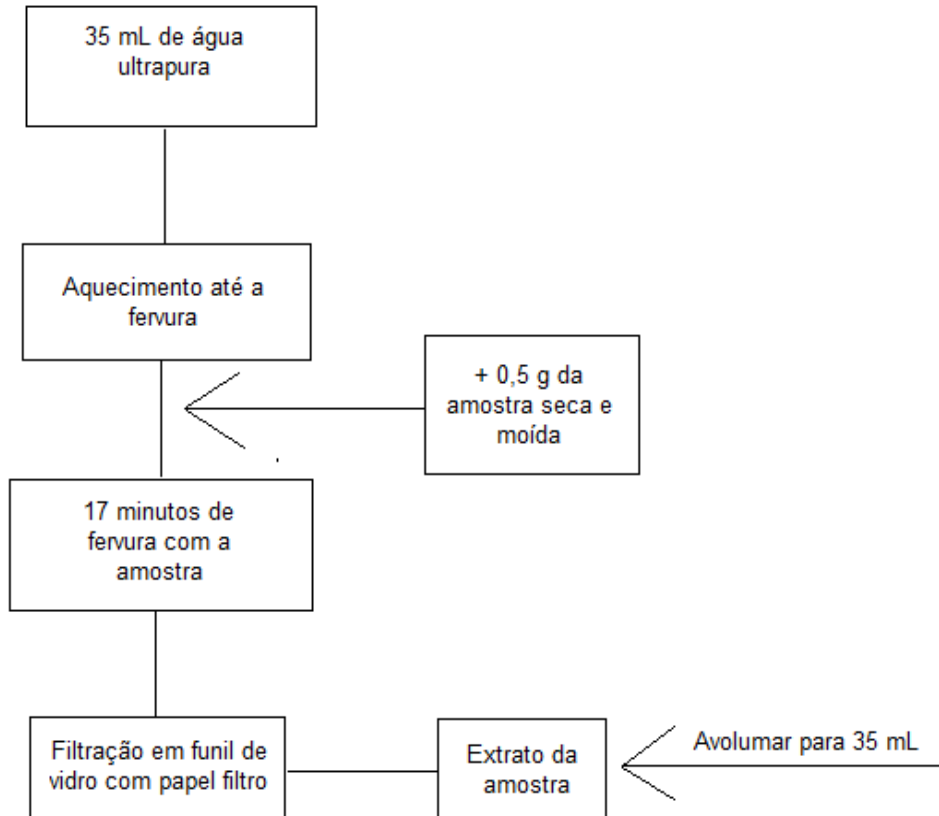 35 mL de água
ultrapura
Aquecimento até a
fervura
+ 0,5 g da
amostra seca e
moída
17 minutos de
fervura com a
amostra
Filtração em funil de
vidro com papel filtro
Extrato da
amostra
Avolumar para 35 mL